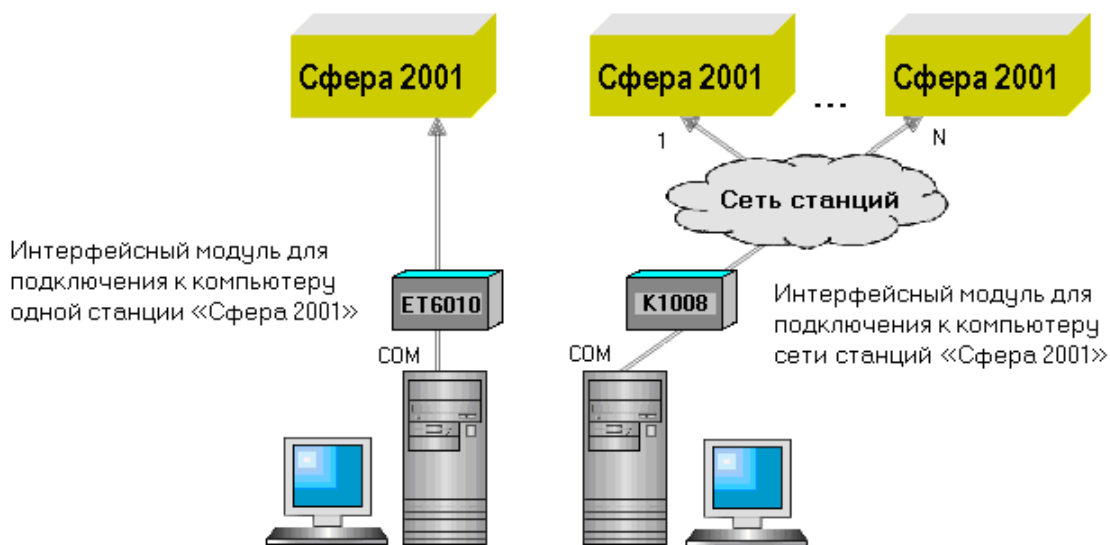 Сфера 2001
Сфера 2001
...
Сфера 2001
1
N
Сеть станций
Интерфейсный модуль для
подключения к компьютеру
одной станции «Сфера 2001»
ET6010
COM
K1008
COM
Интерфейсный модуль для
подключения к компьютеру
сети станций «Сфера 2001»